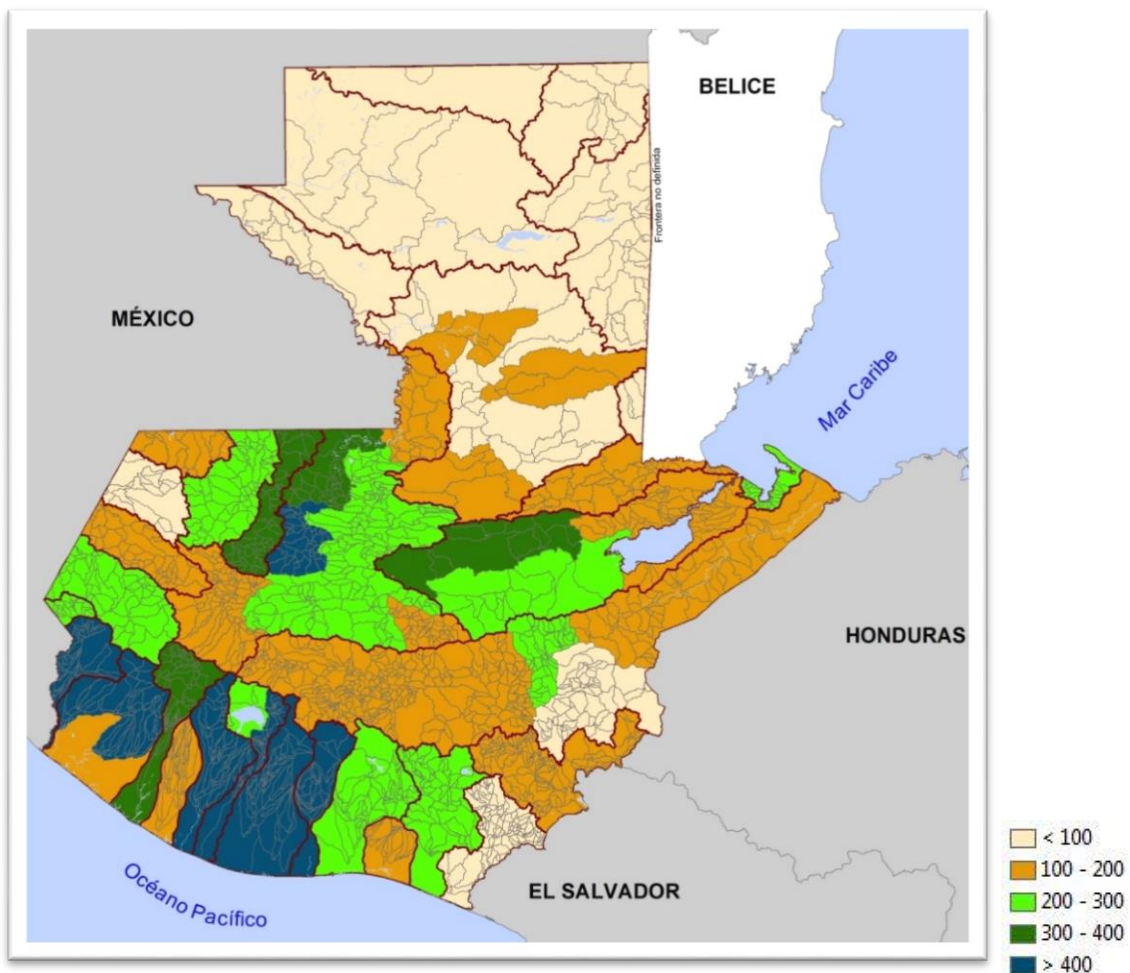 BELICE
Frontera no definida
MÉXICO
Mar Caribe
HONDURAS
EL SALVADOR
Océano Pacífico
< 100
100 - 200
200 - 300
300 - 400
> 400